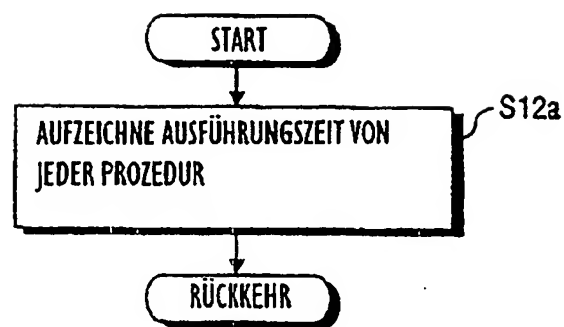 START
AUFZEICHNE AUSFÜHRUNGSZEIT VON
JEDER PROZEDUR
S12a
RÜCKKEHR